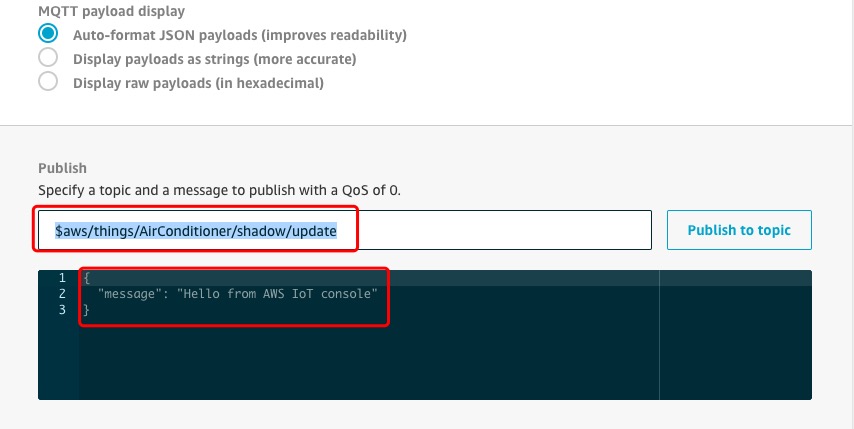 MQTT payload display
Auto-format JSON payloads (improves readability)
Display payloads as strings (more accurate)
Display raw payloads (in hexadecimal)
Publish
Specify a topic and a message to publish with a QoS of 0.
$aws/things/AirConditioner/shadow/update
Publish to topic
1 {
2 "message": "Hello from AWS IoT console"
3 }